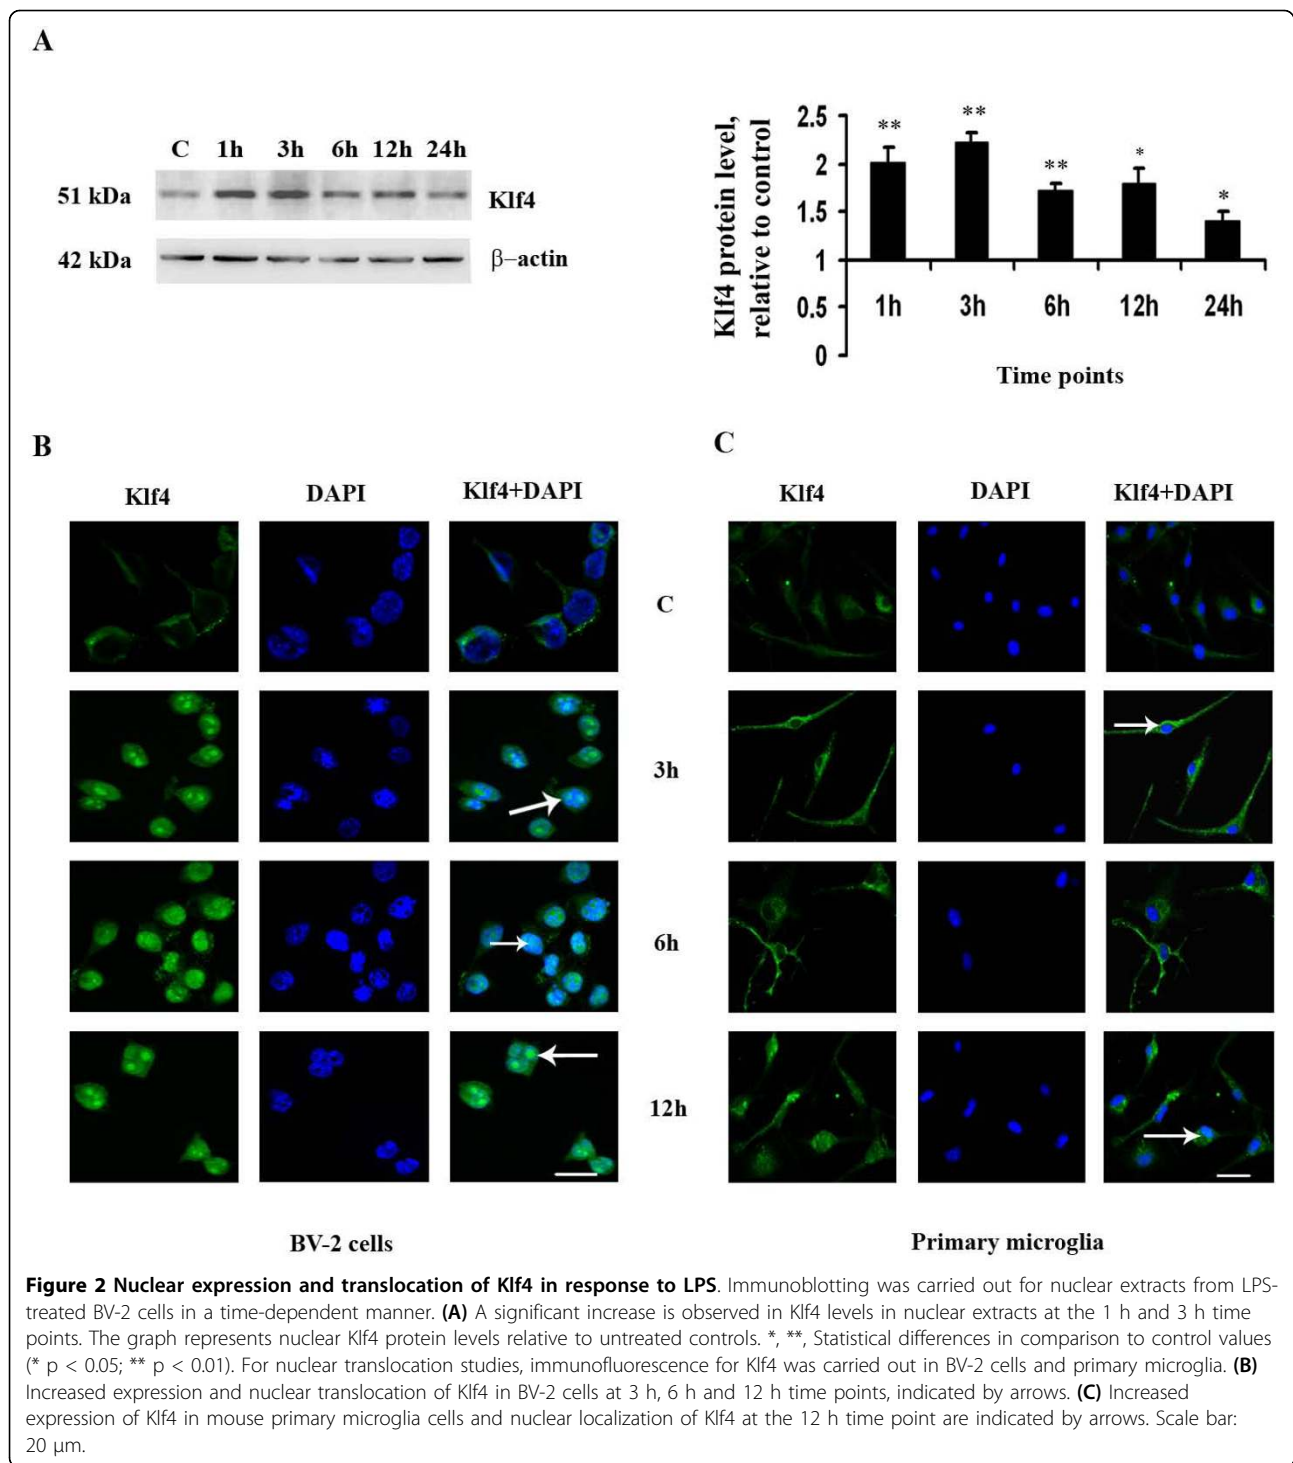 A
C 1h 3h 6h 12h 24h
51 kDa
Klf4
42 kDa
β–actin
Klf4 protein level,
relative to control
2.5
2
1.5
1
0.5
0
** ** ** * *
1h 3h 6h 12h 24h
Time points
B
Klf4 DAPI Klf4+DAPI
C
Klf4 DAPI Klf4+DAPI
C
3h
6h
12h
BV-2 cells
Primary microglia
Figure 2 Nuclear expression and translocation of Klf4 in response to LPS. Immunoblotting was carried out for nuclear extracts from LPS-
treated BV-2 cells in a time-dependent manner. (A) A significant increase is observed in Klf4 levels in nuclear extracts at the 1 h and 3 h time
points. The graph represents nuclear Klf4 protein levels relative to untreated controls. *, **, Statistical differences in comparison to control values
(* p < 0.05; ** p < 0.01). For nuclear translocation studies, immunofluorescence for Klf4 was carried out in BV-2 cells and primary microglia. (B)
Increased expression and nuclear translocation of Klf4 in BV-2 cells at 3 h, 6 h and 12 h time points, indicated by arrows. (C) Increased
expression of Klf4 in mouse primary microglia cells and nuclear localization of Klf4 at the 12 h time point are indicated by arrows. Scale bar:
20 μm.